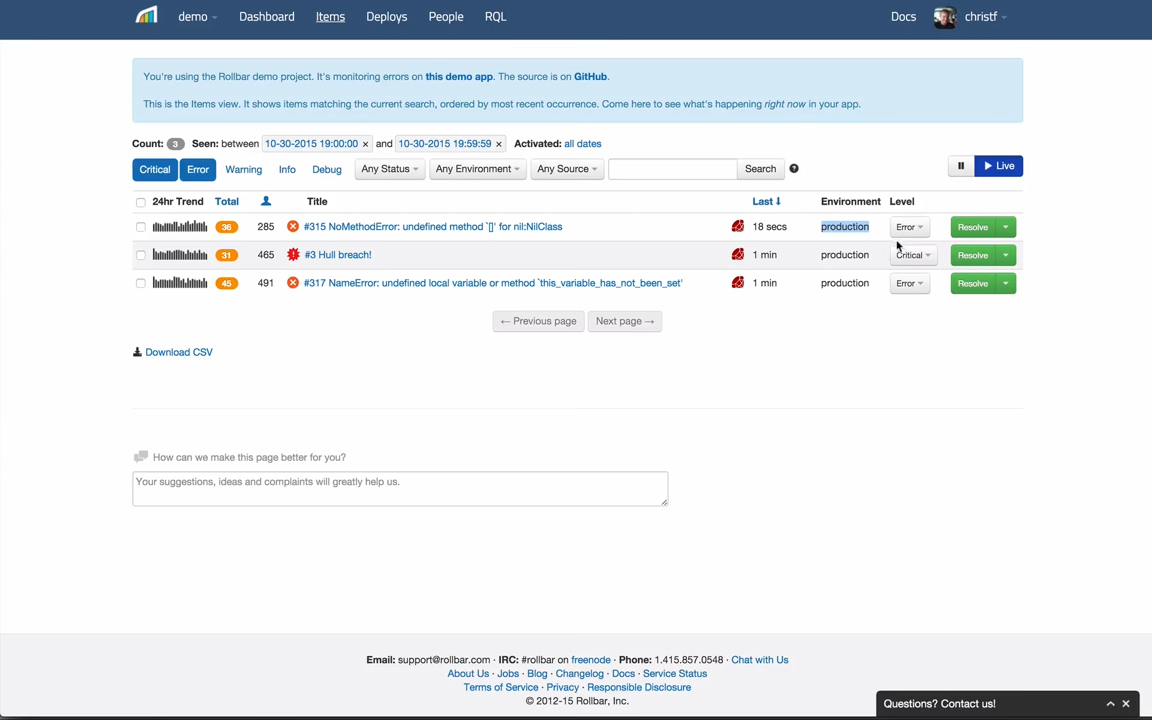 demo Dashboard Items Deploys People RQL Docs christf
You're using the Rollbar demo project. It's monitoring errors on this demo app. The source is on GitHub.
This is the Items view. It shows items matching the current search, ordered by most recent occurrence. Come here to see what's happening right now in your app.
Count: 3 Seen: between 10-30-2015 19:00:00 × and 10-30-2015 19:59:59 × Activated: all dates
Critical Error Warning Info Debug Any Status Any Environment Any Source Search ? Live
24hr Trend Total Title Last ↓ Environment Level
36 285 #315 NoMethodError: undefined method `[]' for nil:NilClass 18 secs production Error Resolve
31 465 #3 Hull breach! 1 min production Critical Resolve
45 491 #317 NameError: undefined local variable or method `this_variable_has_not_been_set' 1 min production Error Resolve
← Previous page Next page →
Download CSV
How can we make this page better for you?
Your suggestions, ideas and complaints will greatly help us.
Email: support@rollbar.com · IRC: #rollbar on freenode · Phone: 1.415.857.0548 · Chat with Us
About Us · Jobs · Blog · Changelog · Docs · Service Status
Terms of Service · Privacy · Responsible Disclosure
© 2012-15 Rollbar, Inc.
Questions? Contact us!